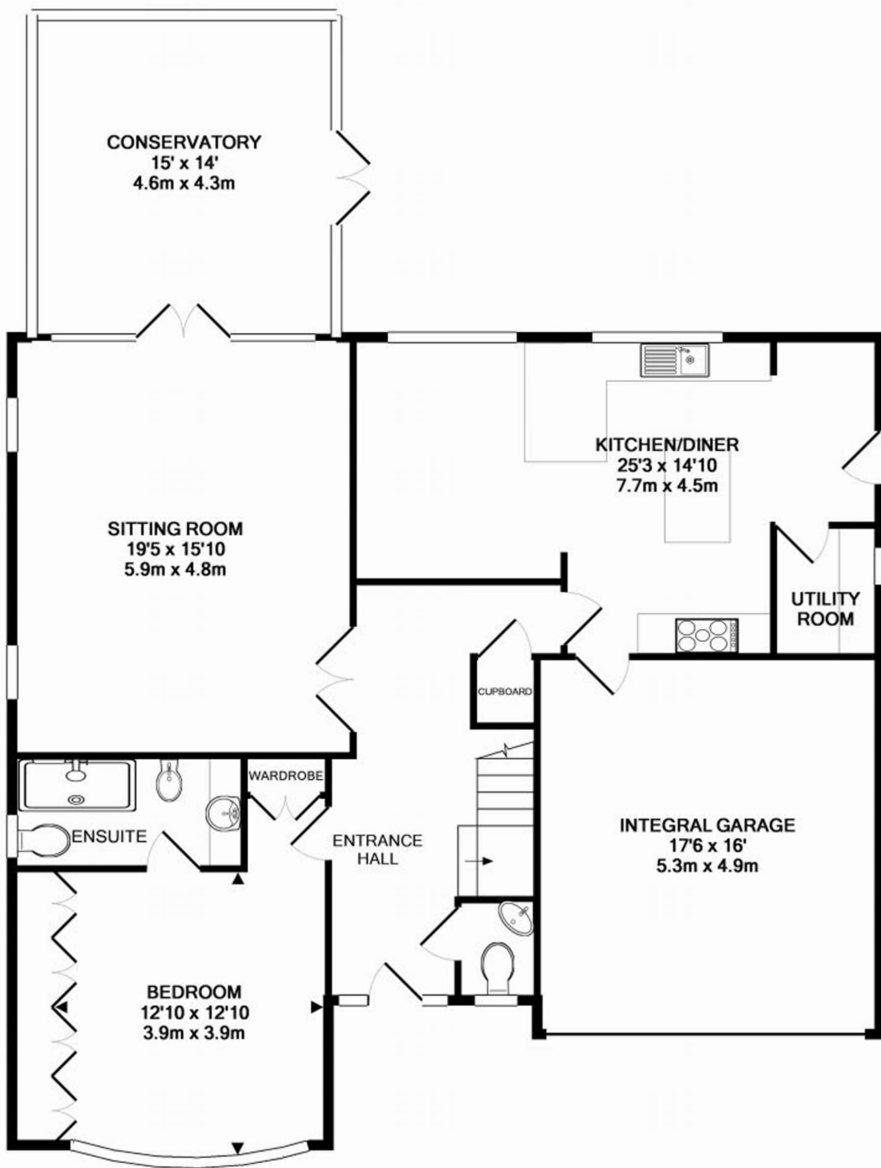 CONSERVATORY
15' x 14'
4.6m x 4.3m
KITCHEN/DINER
25'3 x 14'10
7.7m x 4.5m
SITTING ROOM
19'5 x 15'10
5.9m x 4.8m
UTILITY
ROOM
CUPBOARD
WARDROBE
ENSUITE
ENTRANCE
HALL
INTEGRAL GARAGE
17'6 x 16'
5.3m x 4.9m
BEDROOM
12'10 x 12'10
3.9m x 3.9m